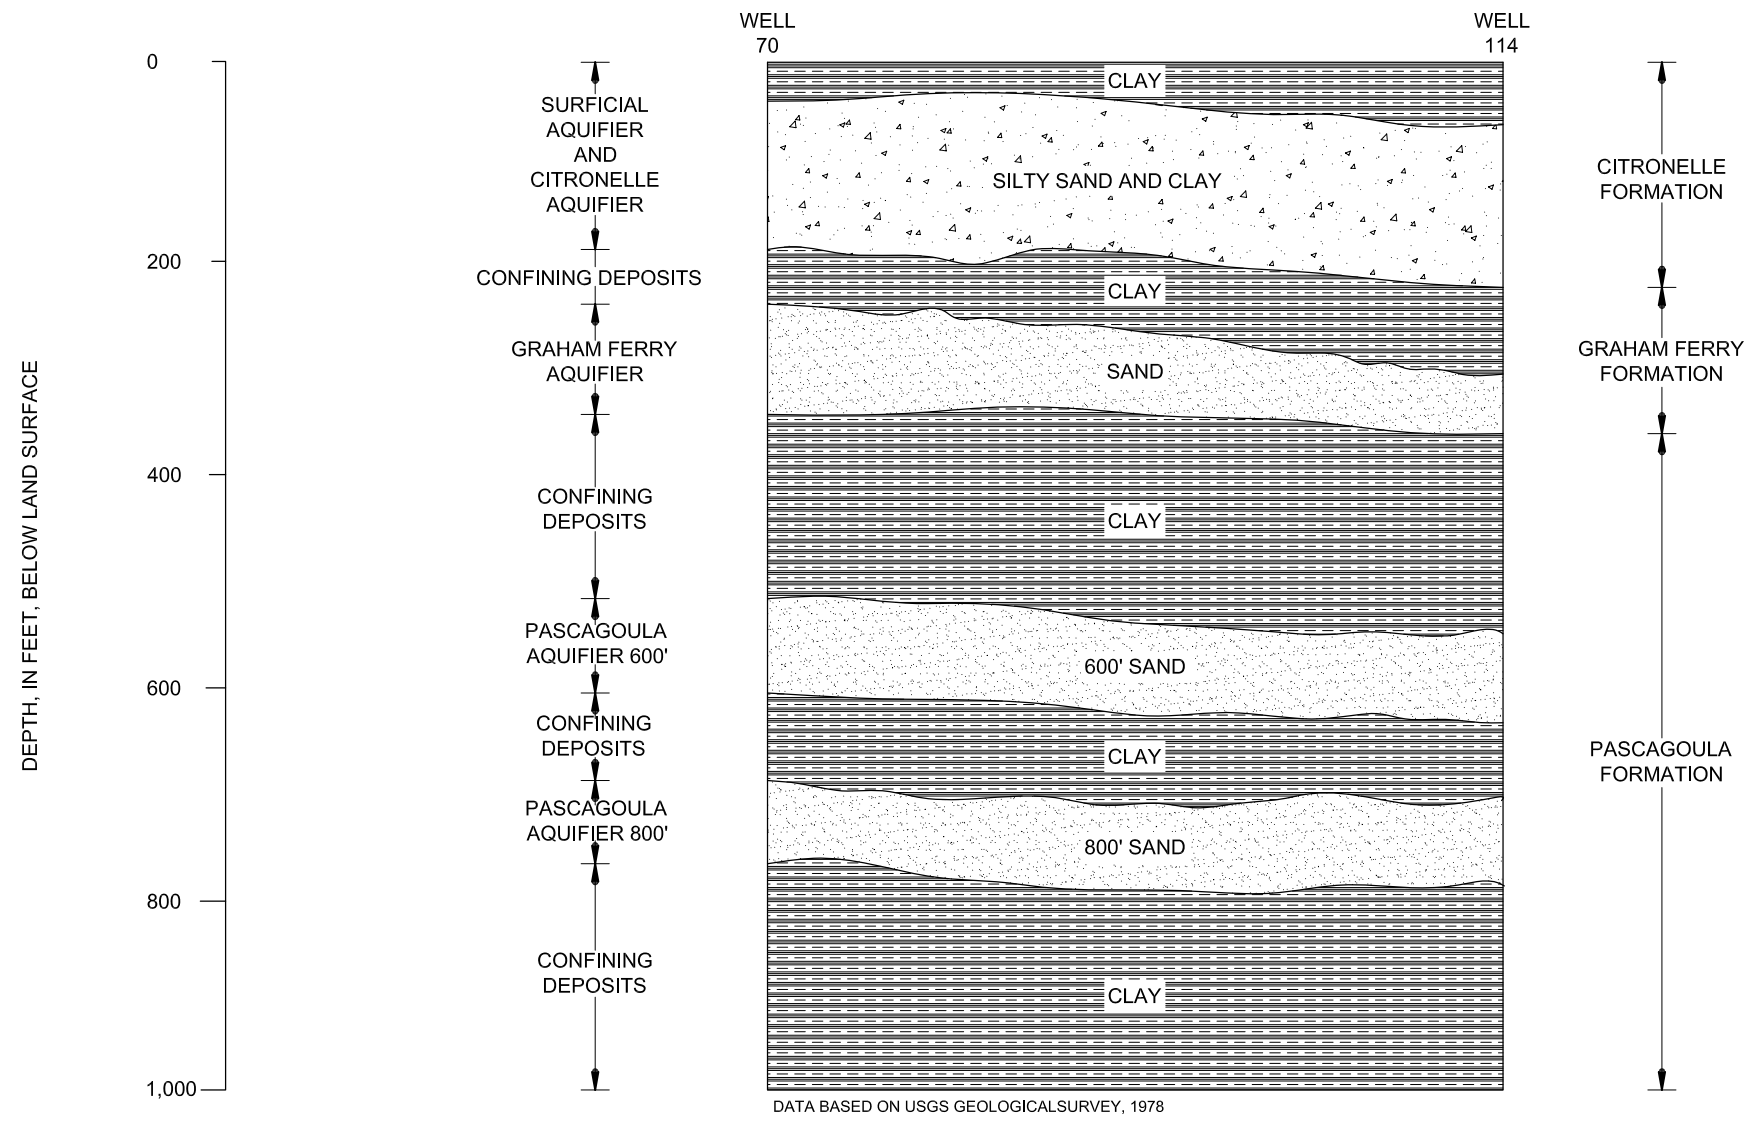 WELL
70
WELL
114
0
200
400
600
800
1,000
DEPTH, IN FEET, BELOW LAND SURFACE
SURFICIAL
AQUIFIER
AND
CITRONELLE
AQUIFIER
CONFINING DEPOSITS
GRAHAM FERRY
AQUIFIER
CONFINING
DEPOSITS
PASCAGOULA
AQUIFIER 600'
CONFINING
DEPOSITS
PASCAGOULA
AQUIFIER 800'
CONFINING
DEPOSITS
CLAY
SILTY SAND AND CLAY
CLAY
SAND
CLAY
600' SAND
CLAY
800' SAND
CLAY
CITRONELLE
FORMATION
GRAHAM FERRY
FORMATION
PASCAGOULA
FORMATION
DATA BASED ON USGS GEOLOGICALSURVEY, 1978